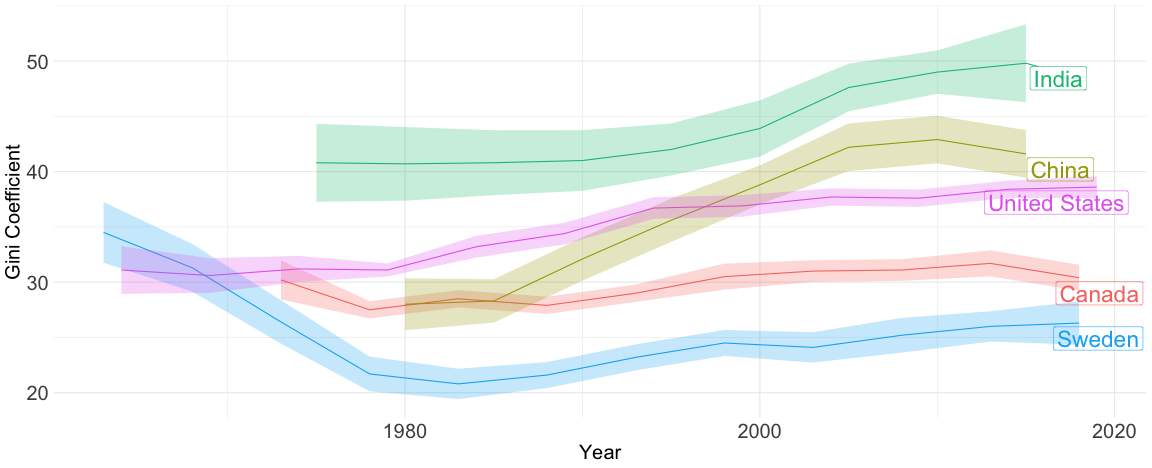 Gini Coefficient
50
40
30
20
India
China
United States
Canada
Sweden
1980
2000
2020
Year